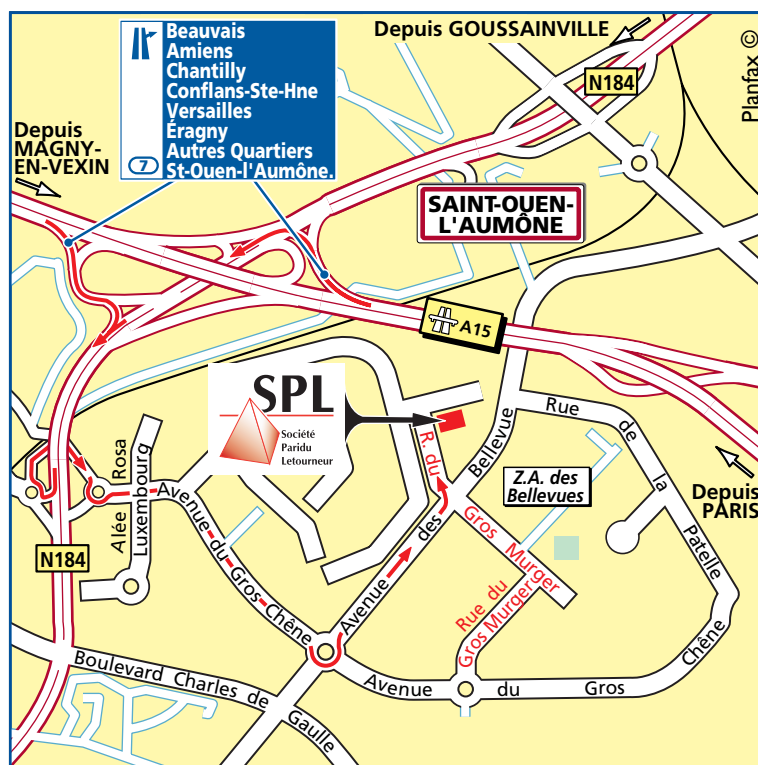 Beauvais
Amiens
Chantilly
Conflans-Ste-Hne
Versailles
Éragny
Autres Quartiers
St-Ouen-l'Aumône.
7
Depuis GOUSSAINVILLE
N184
Planfax ©
Depuis
MAGNY-
EN-VEXIN
SAINT-OUEN-
L'AUMÔNE
A15
SPL
Société
Paridu
Letourneur
R. du
Gros Murger
Rue du
Gros Murger
Avenue des Bellevue
Rue de la Patelle
Z.A. des
Bellevues
Depuis
PARIS
Alée Rosa
Luxembourg
Avenue du Gros Chêne
N184
Boulevard Charles de Gaulle
Avenue du Gros Chêne